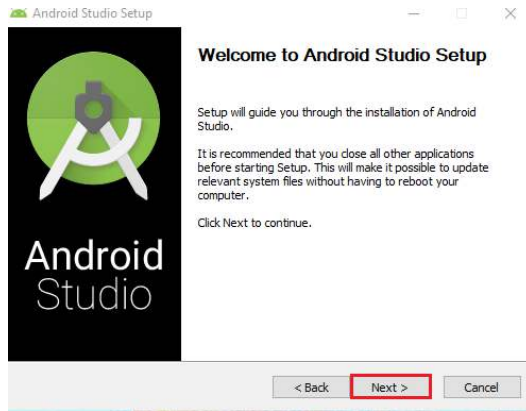 Android Studio Setup
Welcome to Android Studio Setup
Setup will guide you through the installation of Android
Studio.
It is recommended that you close all other applications
before starting Setup. This will make it possible to update
relevant system files without having to reboot your
computer.
Click Next to continue.
Android
Studio
< Back Next > Cancel